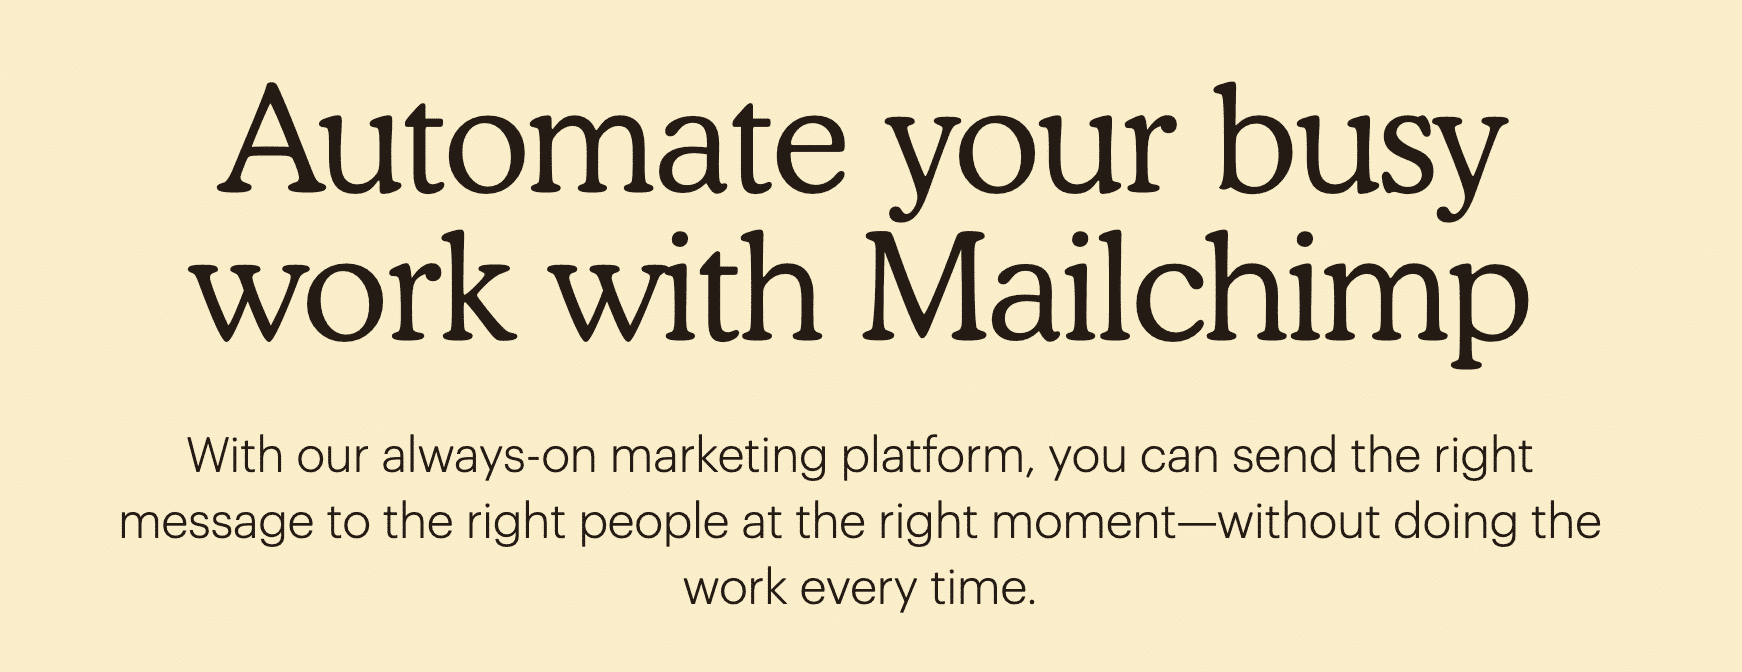 Automate your busy
work with Mailchimp
With our always-on marketing platform, you can send the right
message to the right people at the right moment—without doing the
work every time.